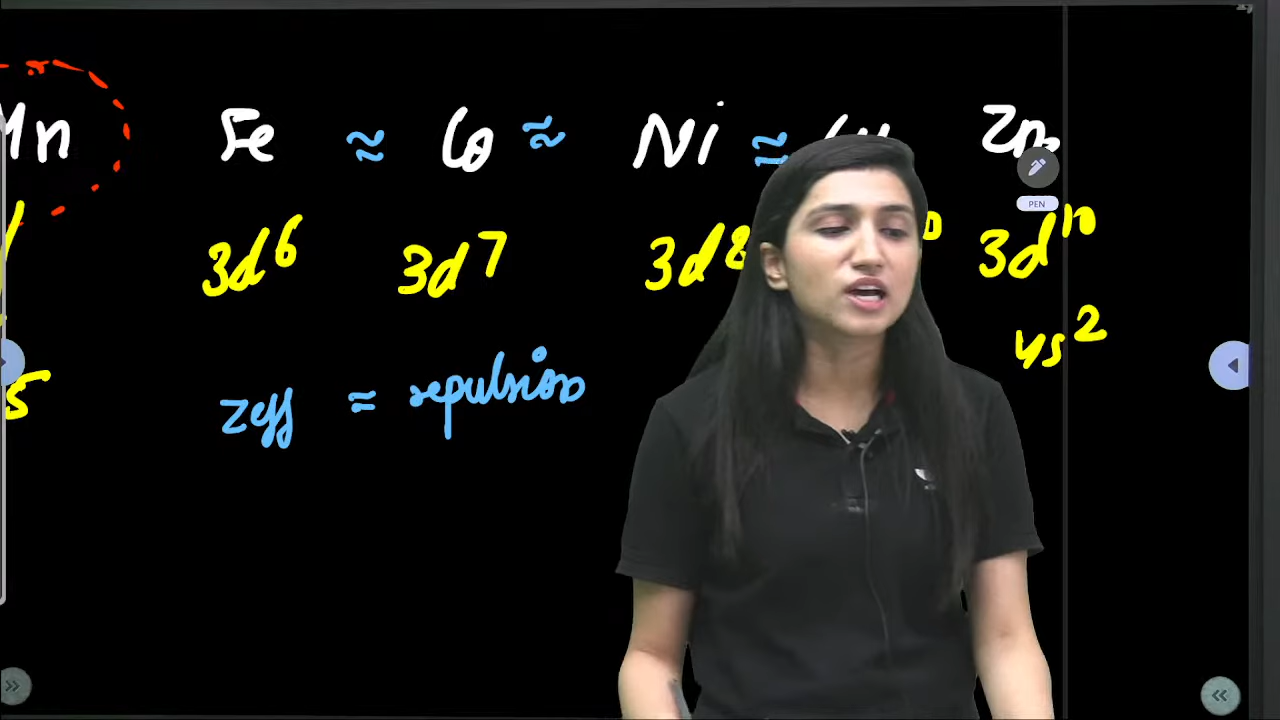 Mn Fe ≈ Co ≈ Ni ≈ Zn
PEN
3d6 3d7 3d8 3d10
4s2
5
Zeff ≈ repulsion